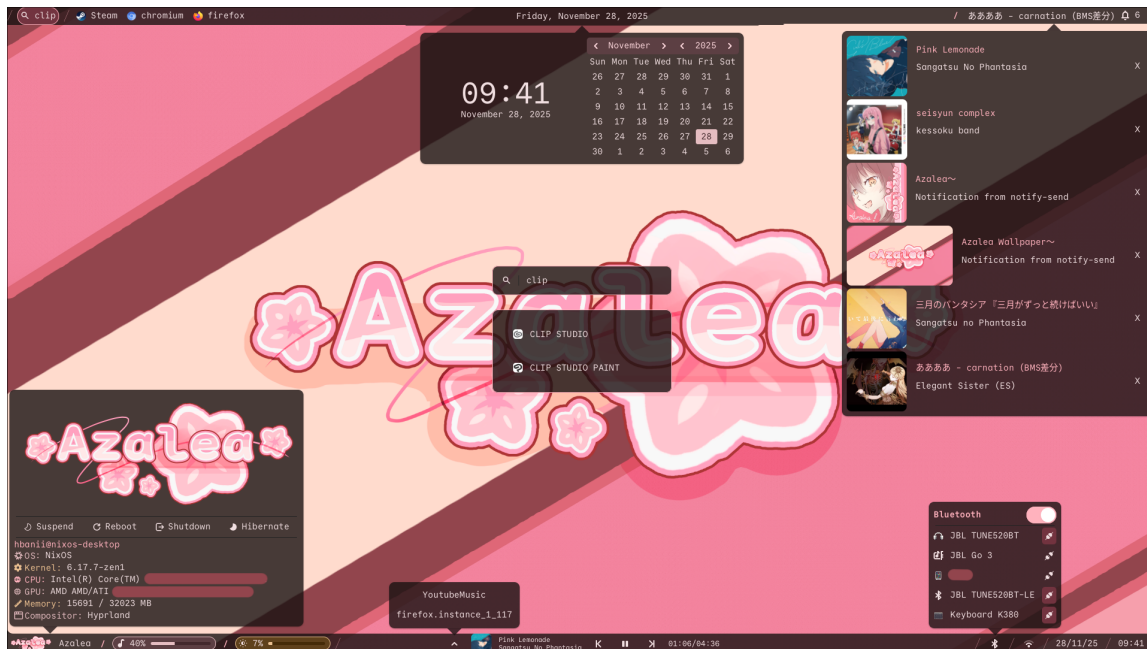 clip / Steam chromium firefox
Friday, November 28, 2025
/ ああああ - carnation (BMS差分) 6
09:41
November 28, 2025
November 2025
Sun Mon Tue Wed Thu Fri Sat
26 27 28 29 30 31 1
2 3 4 5 6 7 8
9 10 11 12 13 14 15
16 17 18 19 20 21 22
23 24 25 26 27 28 29
30 1 2 3 4 5 6
Pink Lemonade
Sangatsu No Phantasia
X
seisyun complex
kessoku band
X
Azalea～
Notification from notify-send
X
Azalea
Azalea Wallpaper～
Notification from notify-send
X
三月のパンタシア 『三月がずっと続けばいい』
Sangatsu no Phantasia
X
ああああ - carnation (BMS差分)
Elegant Sister (ES)
X
Azalea
clip
CLIP STUDIO
CLIP STUDIO PAINT
Azalea
Suspend Reboot Shutdown Hibernate
hbanii@nixos-desktop
OS: NixOS
Kernel: 6.17.7-zen1
CPU: Intel(R) Core(TM)
GPU: AMD AMD/ATI
Memory: 15691 / 32023 MB
Compositor: Hyprland
YoutubeMusic
firefox.instance_1_117
Bluetooth
JBL TUNE520BT
JBL Go 3
JBL TUNE520BT-LE
Keyboard K380
Azalea Azalea / 40% / 7% /
Pink Lemonade
Sangatsu No Phantasia
01:06/04:36
/ / 28/11/25 / 09:41